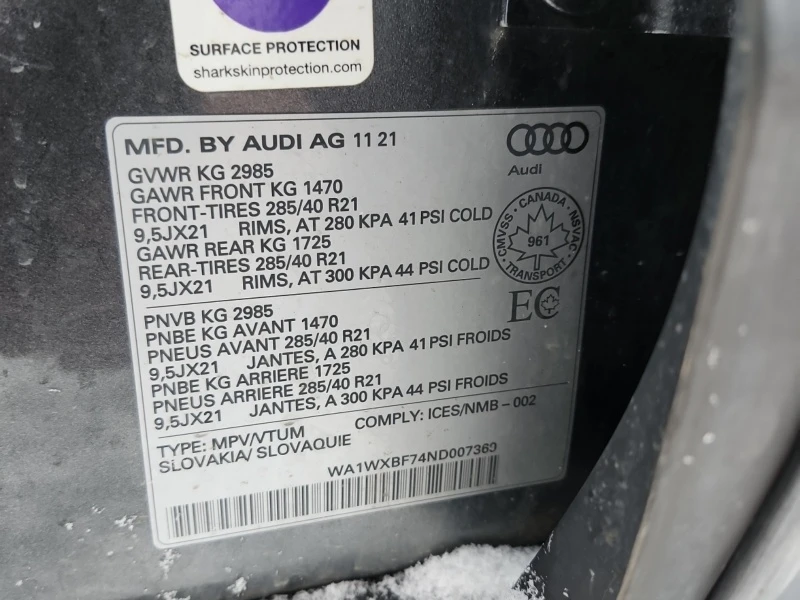 SURFACE PROTECTION
sharkskinprotection.com
MFD. BY AUDI AG 11 21
Audi
GVWR KG 2985
GAWR FRONT KG 1470
FRONT-TIRES 285/40 R21
9,5JX21 RIMS, AT 280 KPA 41 PSI COLD
GAWR REAR KG 1725
REAR-TIRES 285/40 R21
9,5JX21 RIMS, AT 300 KPA 44 PSI COLD
CANADA
CMVSS NSVAC
961
TRANSPORT
EC
PNVB KG 2985
PNBE KG AVANT 1470
PNEUS AVANT 285/40 R21
9,5JX21 JANTES, A 280 KPA 41 PSI FROIDS
PNBE KG ARRIERE 1725
PNEUS ARRIERE 285/40 R21
9,5JX21 JANTES, A 300 KPA 44 PSI FROIDS
TYPE: MPV/VTUM COMPLY: ICES/NMB-002
SLOVAKIA/ SLOVAQUIE
WA1WXBF74ND007369